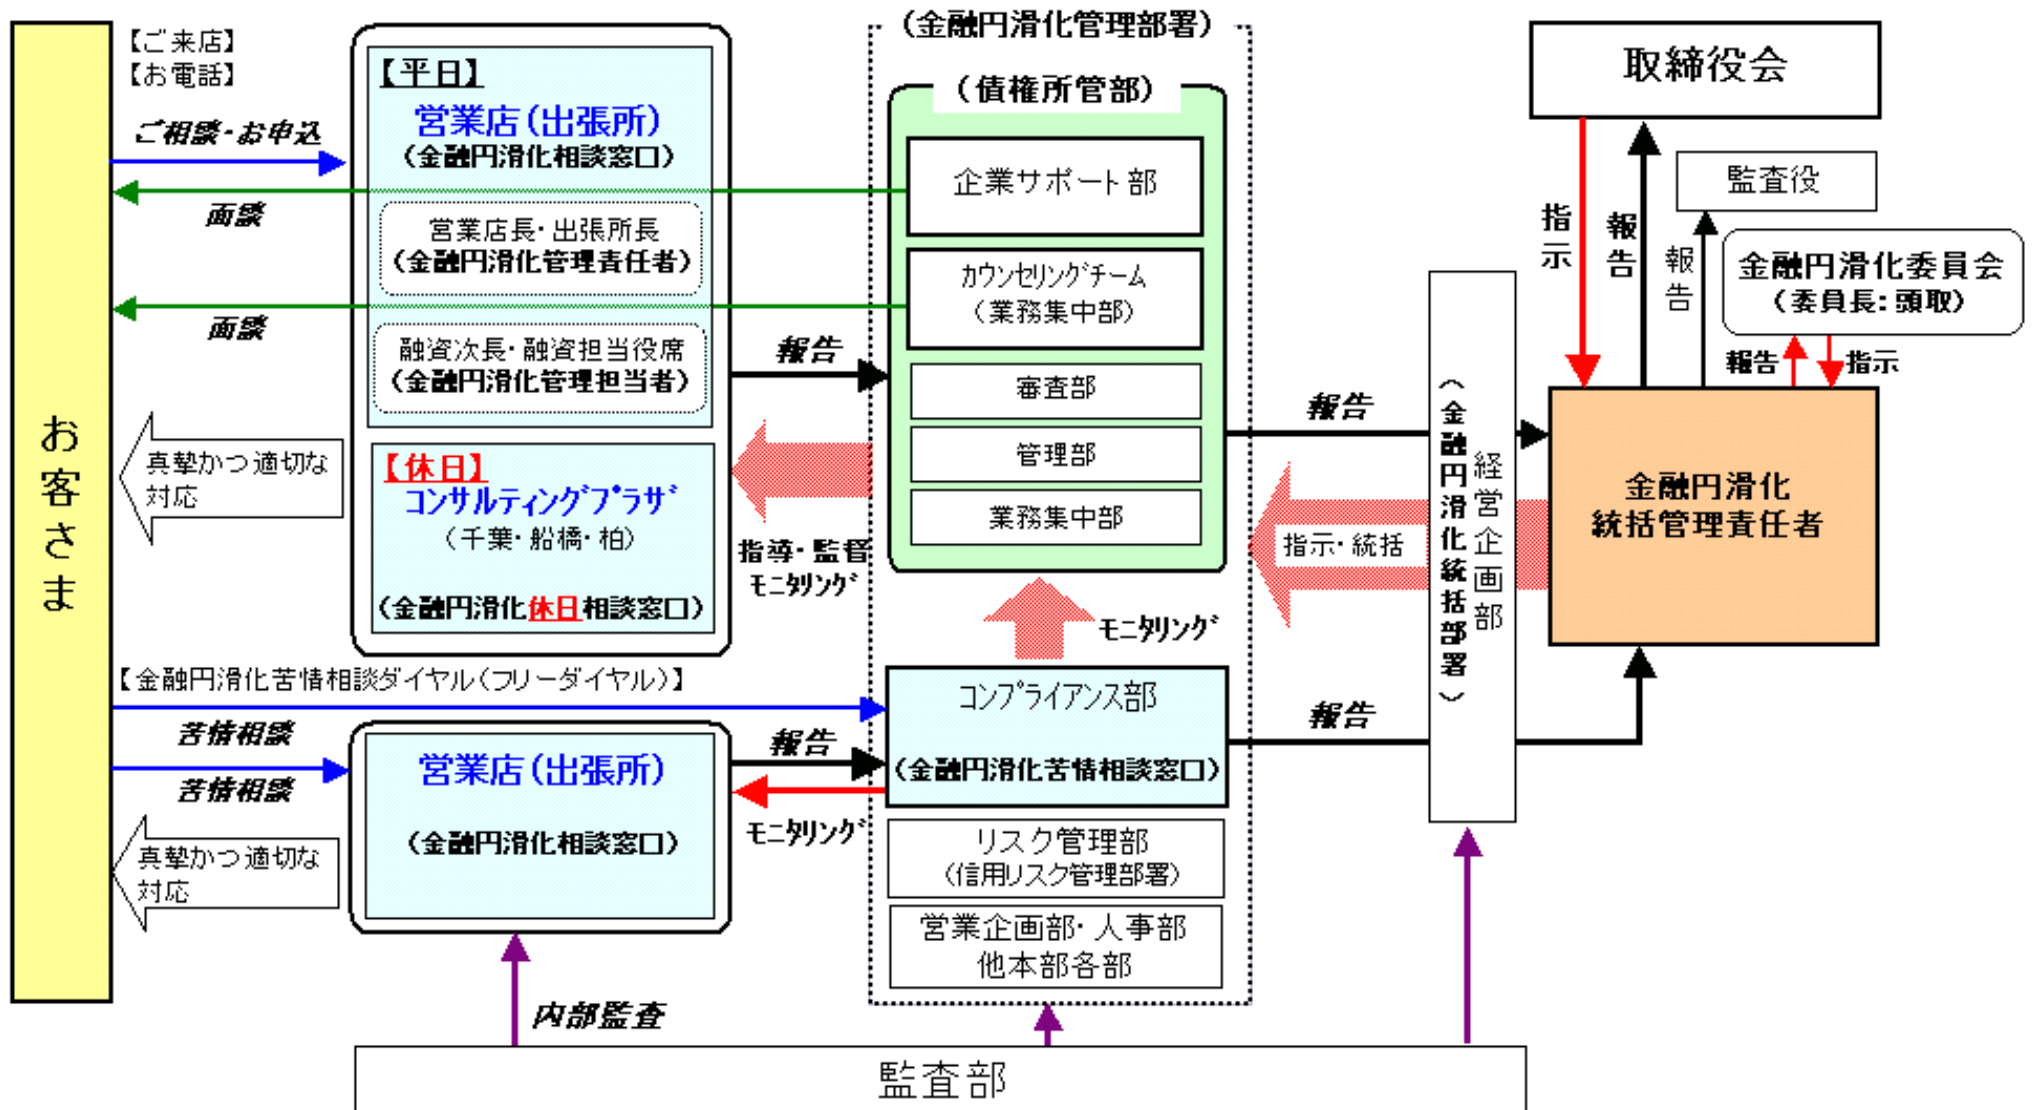 お客さま
【ご来店】
【お電話】
ご相談・お申込
面談
面談
真摯かつ適切な
対応
【平日】
営業店（出張所）
（金融円滑化相談窓口）
営業店長・出張所長
（金融円滑化管理責任者）
融資次長・融資担当役席
（金融円滑化管理担当者）
【休日】
コンサルティングプラザ
（千葉・船橋・柏）
（金融円滑化休日相談窓口）
報告
指導・監督
モニタリング
（金融円滑化管理部署）
（債権所管部）
企業サポート部
カウンセリングチーム
（業務集中部）
審査部
管理部
業務集中部
モニタリング
【金融円滑化苦情相談ダイヤル（フリーダイヤル）】
苦情相談
苦情相談
真摯かつ適切な
対応
営業店（出張所）
（金融円滑化相談窓口）
報告
モニタリング
コンプライアンス部
（金融円滑化苦情相談窓口）
リスク管理部
（信用リスク管理部署）
営業企画部・人事部
他本部各部
報告
指示・統括
報告
経営企画部
（金融円滑化統括部署）
取締役会
指示
報告
監査役
報告
金融円滑化委員会
（委員長：頭取）
報告
指示
金融円滑化
統括管理責任者
内部監査
監査部